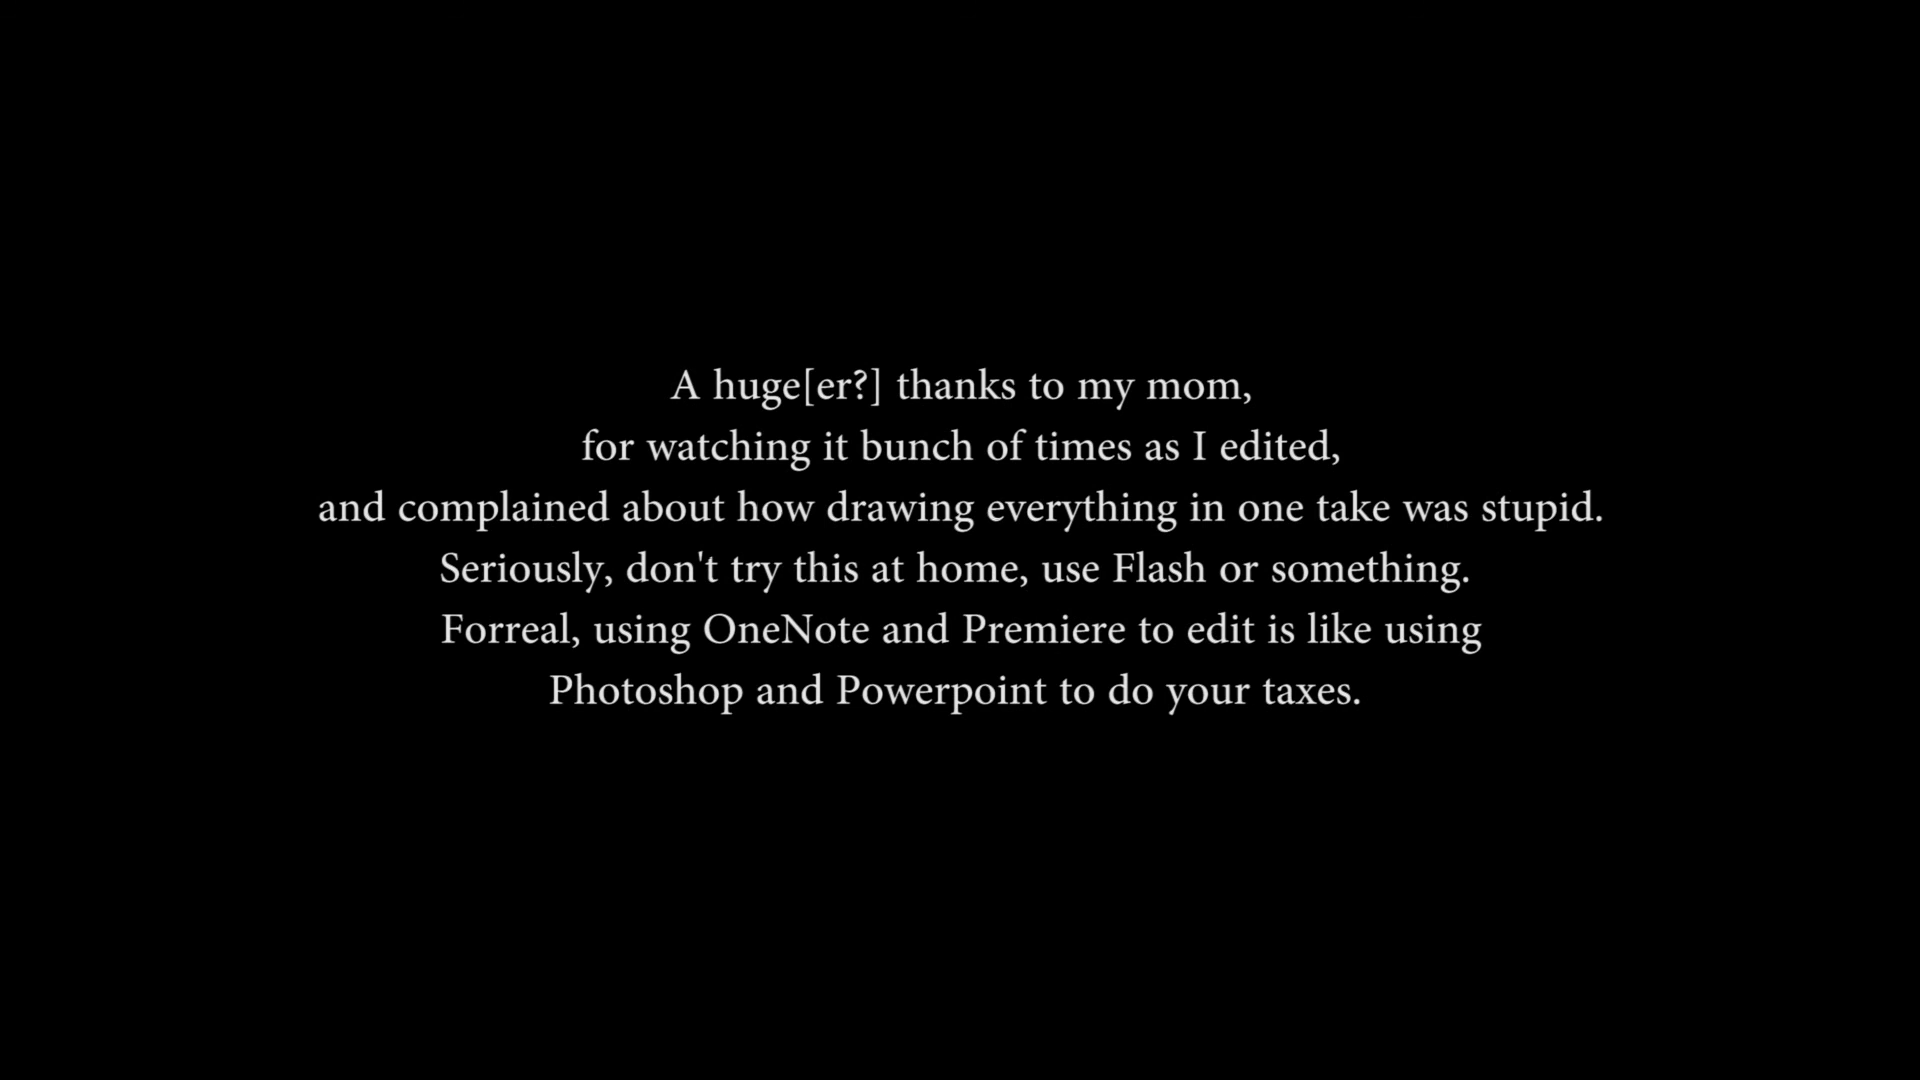 A huge[er?] thanks to my mom,
for watching it bunch of times as I edited,
and complained about how drawing everything in one take was stupid.
Seriously, don't try this at home, use Flash or something.
Forreal, using OneNote and Premiere to edit is like using
Photoshop and Powerpoint to do your taxes.